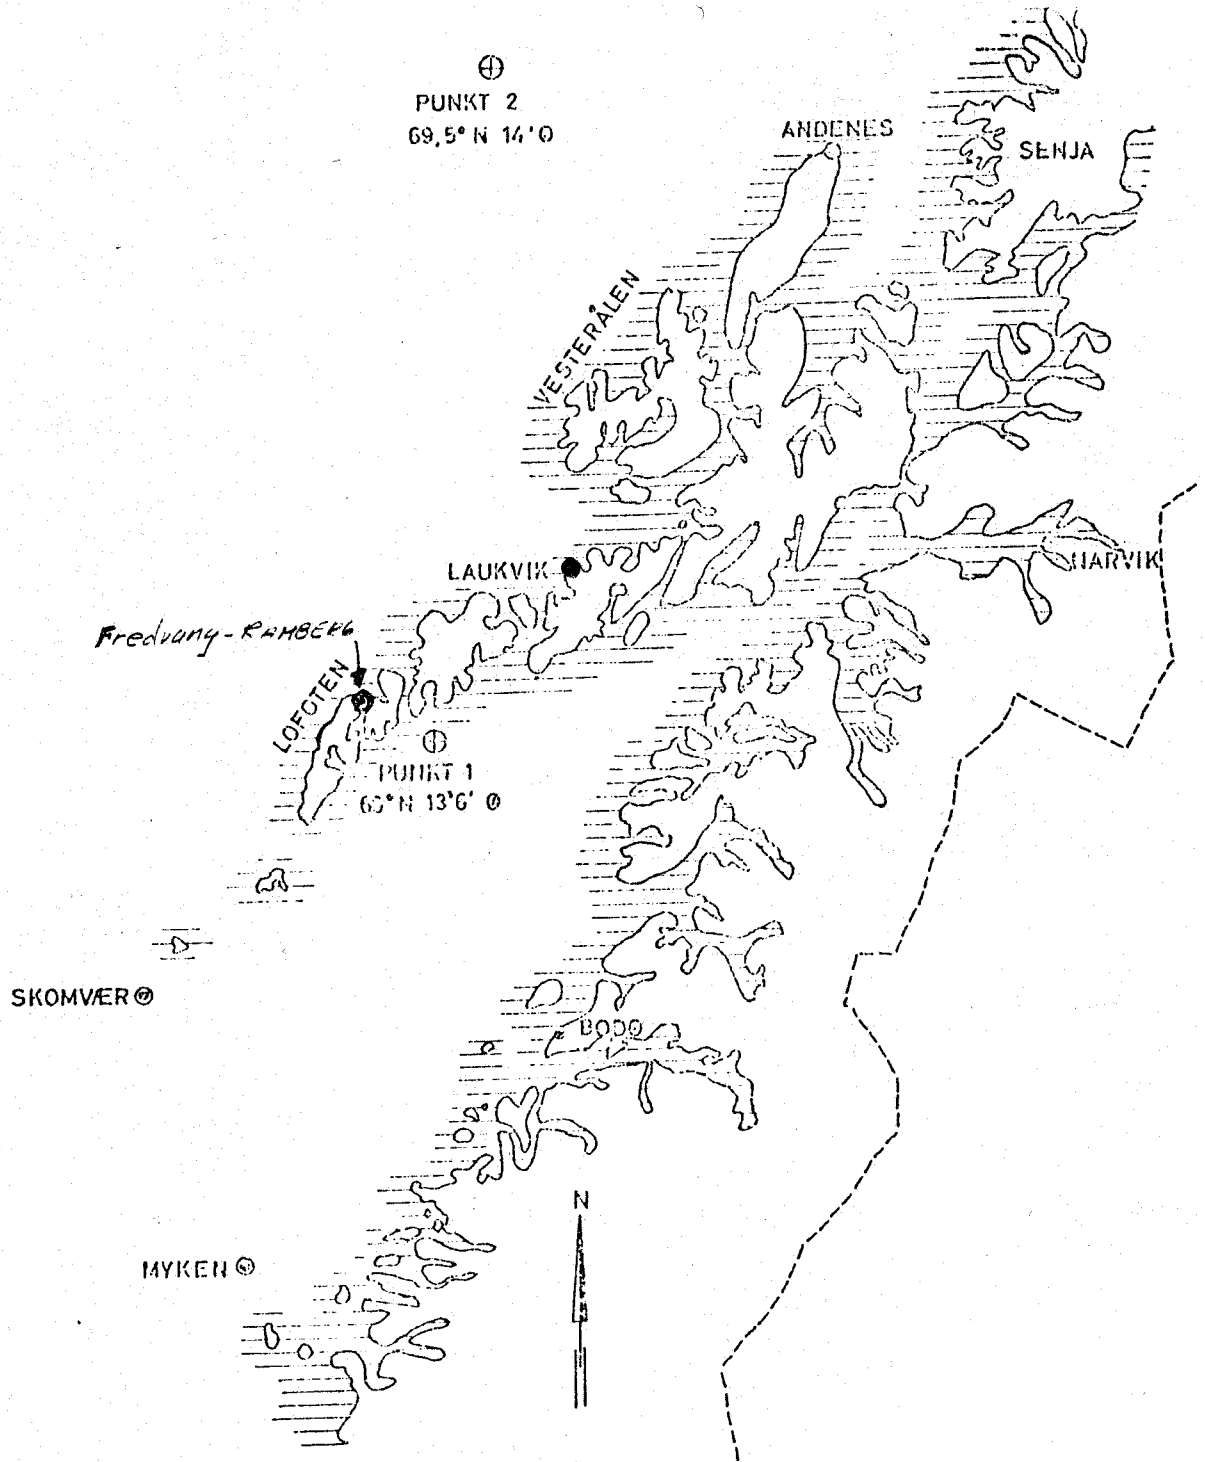 PUNKT 2
69,5° N 14'0
ANDENES
SENJA
VESTERÅLEN
LAUKVIK
NARVIK
Fredvang-RAMBERG
LOFOTEN
PUNKT 1
N 13'6' Ø
SKOMVÆR
BODØ
N
MYKEN